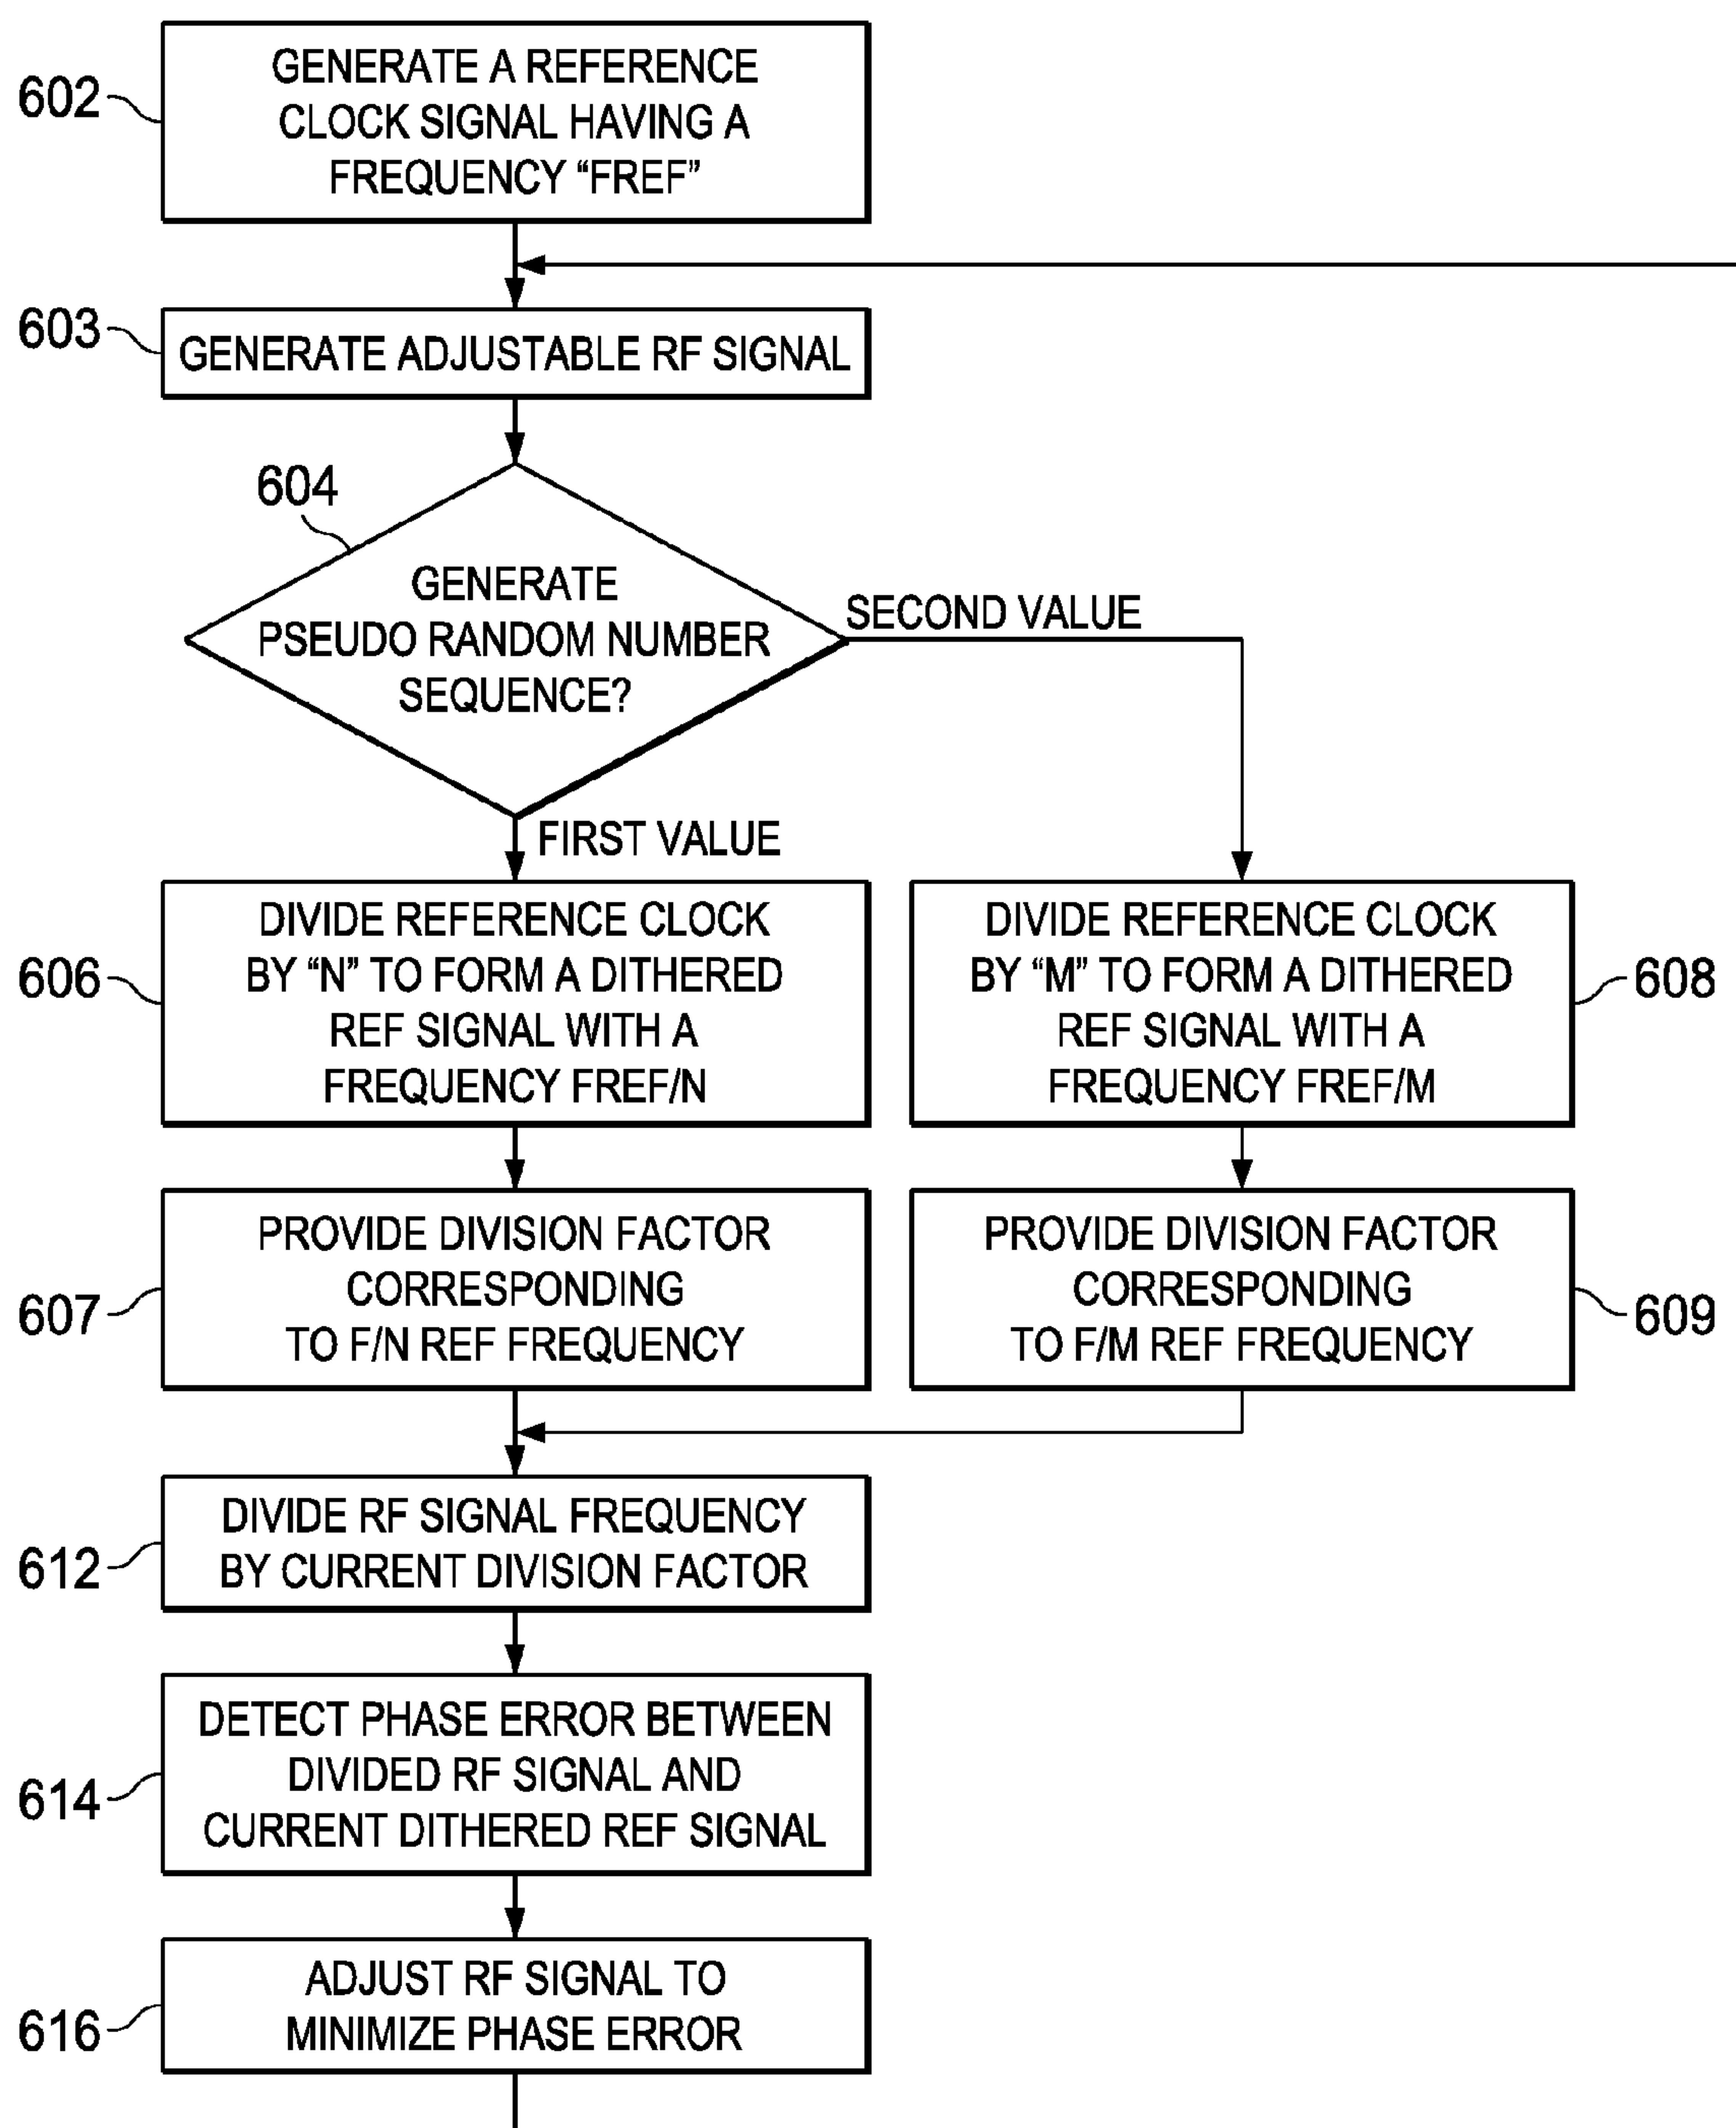 602
GENERATE A REFERENCE
CLOCK SIGNAL HAVING A
FREQUENCY “FREF”
603
GENERATE ADJUSTABLE RF SIGNAL
604
GENERATE
PSEUDO RANDOM NUMBER
SEQUENCE?
SECOND VALUE
FIRST VALUE
606
DIVIDE REFERENCE CLOCK
BY “N” TO FORM A DITHERED
REF SIGNAL WITH A
FREQUENCY FREF/N
DIVIDE REFERENCE CLOCK
BY “M” TO FORM A DITHERED
REF SIGNAL WITH A
FREQUENCY FREF/M
608
607
PROVIDE DIVISION FACTOR
CORRESPONDING
TO F/N REF FREQUENCY
PROVIDE DIVISION FACTOR
CORRESPONDING
TO F/M REF FREQUENCY
609
612
DIVIDE RF SIGNAL FREQUENCY
BY CURRENT DIVISION FACTOR
614
DETECT PHASE ERROR BETWEEN
DIVIDED RF SIGNAL AND
CURRENT DITHERED REF SIGNAL
616
ADJUST RF SIGNAL TO
MINIMIZE PHASE ERROR